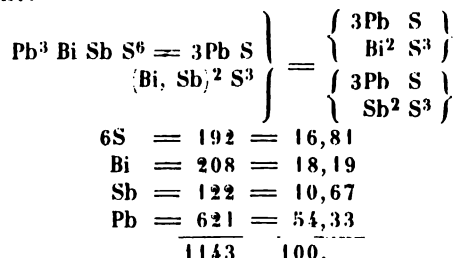 Pb³ Bi Sb S⁶ = 3Pb S (Bi, Sb)² S³ } = { 3Pb S Bi² S³ } { 3Pb S Sb² S³ }
6S = 192 = 16,81
Bi = 208 = 18,19
Sb = 122 = 10,67
Pb = 621 = 54,33
1143 100.